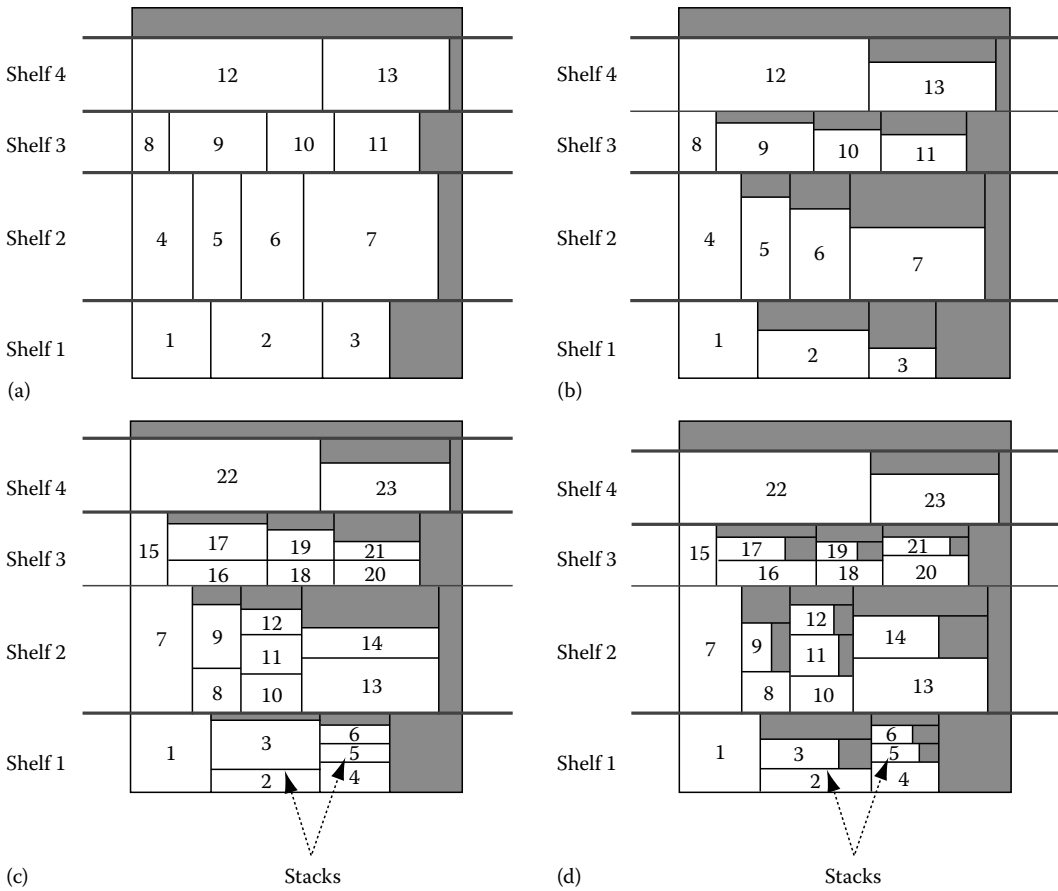 Shelf 4 12 13
Shelf 3 8 9 10 11
Shelf 2 4 5 6 7
Shelf 1 1 2 3
(a)
Shelf 4 12 13
Shelf 3 8 9 10 11
Shelf 2 4 5 6 7
Shelf 1 1 2 3
(b)
Shelf 4 22 23
Shelf 3 15 17 19 21
16 18 20
Shelf 2 7 9 12 14
11
8 10 13
Shelf 1 1 3 6
5
2 4
(c) Stacks
Shelf 4 22 23
Shelf 3 15 17 19 21
16 18 20
Shelf 2 7 9 12 14
11
8 10 13
Shelf 1 1 3 6
5
2 4
(d) Stacks